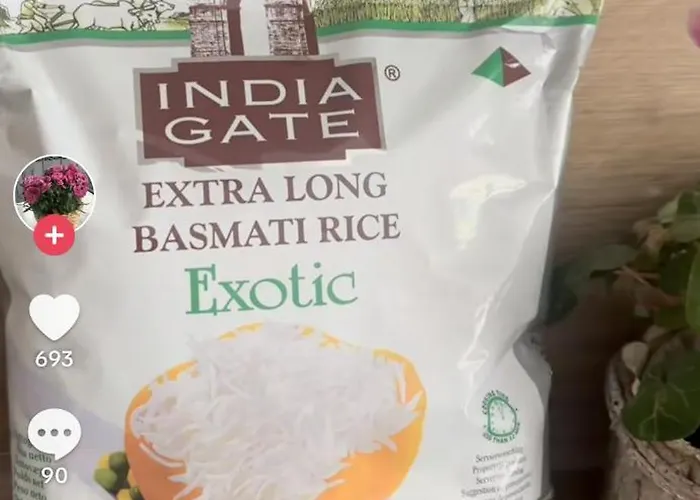 INDIA
GATE
®
EXTRA LONG
BASMATI RICE
Exotic
693
90